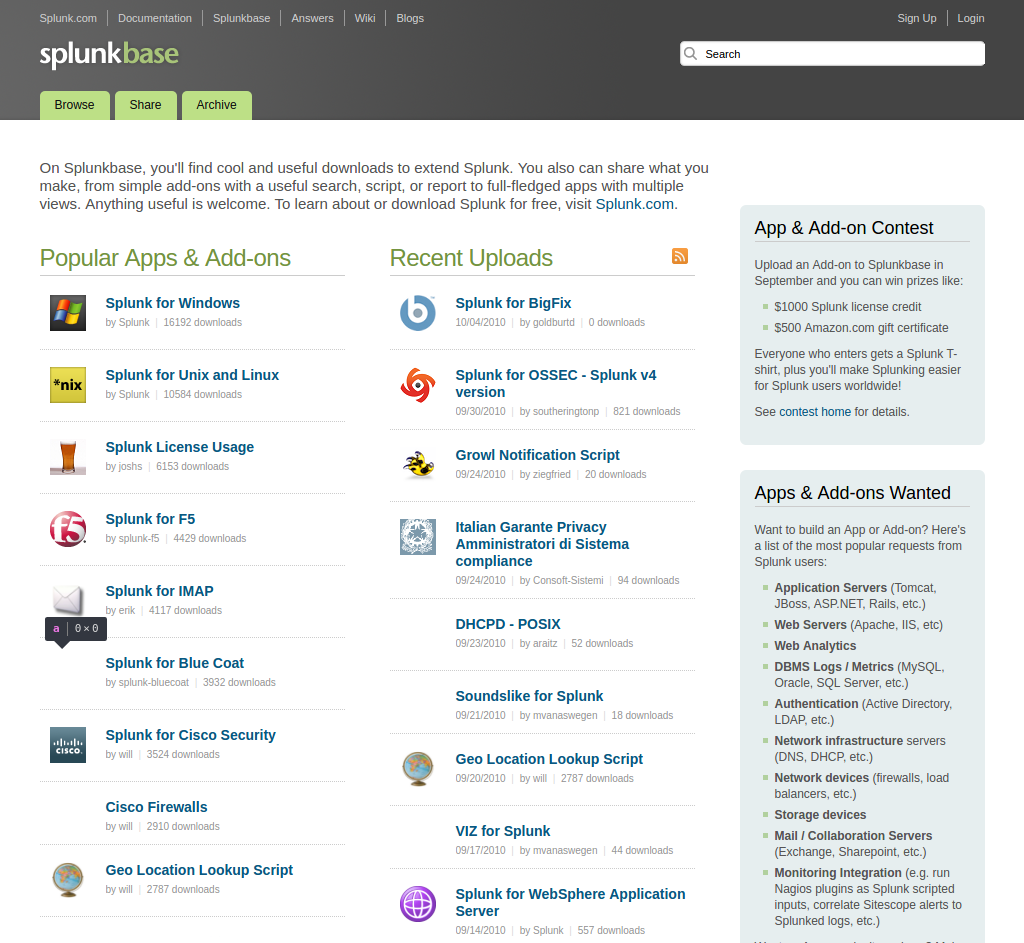 Splunk.com Documentation Splunkbase Answers Wiki Blogs
Sign Up Login
splunkbase
Search
Browse Share Archive
On Splunkbase, you'll find cool and useful downloads to extend Splunk. You also can share what you
make, from simple add-ons with a useful search, script, or report to full-fledged apps with multiple
views. Anything useful is welcome. To learn about or download Splunk for free, visit Splunk.com.
Popular Apps & Add-ons
Splunk for Windows
by Splunk | 16192 downloads
*nix
Splunk for Unix and Linux
by Splunk | 10584 downloads
Splunk License Usage
by joshs | 6153 downloads
f5
Splunk for F5
by splunk-f5 | 4429 downloads
Splunk for IMAP
by erik | 4117 downloads
a | 0×0
Splunk for Blue Coat
by splunk-bluecoat | 3932 downloads
CISCO
Splunk for Cisco Security
by will | 3524 downloads
Cisco Firewalls
by will | 2910 downloads
Geo Location Lookup Script
by will | 2787 downloads
Recent Uploads
Splunk for BigFix
10/04/2010 | by goldburtd | 0 downloads
Splunk for OSSEC - Splunk v4
version
09/30/2010 | by southeringtonp | 821 downloads
Growl Notification Script
09/24/2010 | by ziegfried | 20 downloads
Italian Garante Privacy
Amministratori di Sistema
compliance
09/24/2010 | by Consoft-Sistemi | 94 downloads
DHCPD - POSIX
09/23/2010 | by araitz | 52 downloads
Soundslike for Splunk
09/21/2010 | by mvanaswegen | 18 downloads
Geo Location Lookup Script
09/20/2010 | by will | 2787 downloads
VIZ for Splunk
09/17/2010 | by mvanaswegen | 44 downloads
Splunk for WebSphere Application
Server
09/14/2010 | by Splunk | 557 downloads
App & Add-on Contest
Upload an Add-on to Splunkbase in
September and you can win prizes like:
$1000 Splunk license credit
$500 Amazon.com gift certificate
Everyone who enters gets a Splunk T-
shirt, plus you'll make Splunking easier
for Splunk users worldwide!
See contest home for details.
Apps & Add-ons Wanted
Want to build an App or Add-on? Here's
a list of the most popular requests from
Splunk users:
Application Servers (Tomcat,
JBoss, ASP.NET, Rails, etc.)
Web Servers (Apache, IIS, etc)
Web Analytics
DBMS Logs / Metrics (MySQL,
Oracle, SQL Server, etc.)
Authentication (Active Directory,
LDAP, etc.)
Network infrastructure servers
(DNS, DHCP, etc.)
Network devices (firewalls, load
balancers, etc.)
Storage devices
Mail / Collaboration Servers
(Exchange, Sharepoint, etc.)
Monitoring Integration (e.g. run
Nagios plugins as Splunk scripted
inputs, correlate Sitescope alerts to
Splunked logs, etc.)